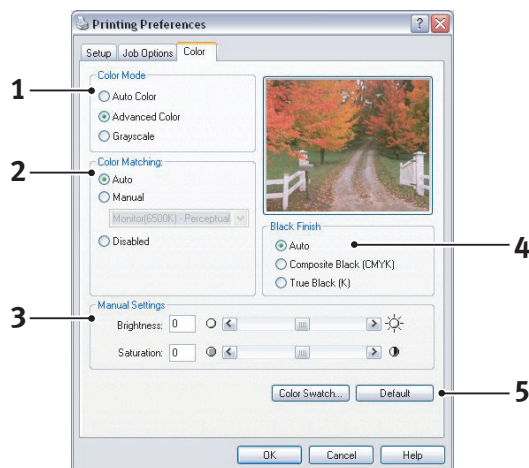 Printing Preferences
Setup Job Options Color
1
Color Mode
Auto Color
Advanced Color
Grayscale
2
Color Matching:
Auto
Manual
Monitor(6500K) - Perceptual
Disabled
Black Finish
4
Auto
Composite Black (CMYK)
True Black (K)
3
Manual Settings
Brightness: 0
Saturation: 0
Color Swatch... Default
5
OK Cancel Help